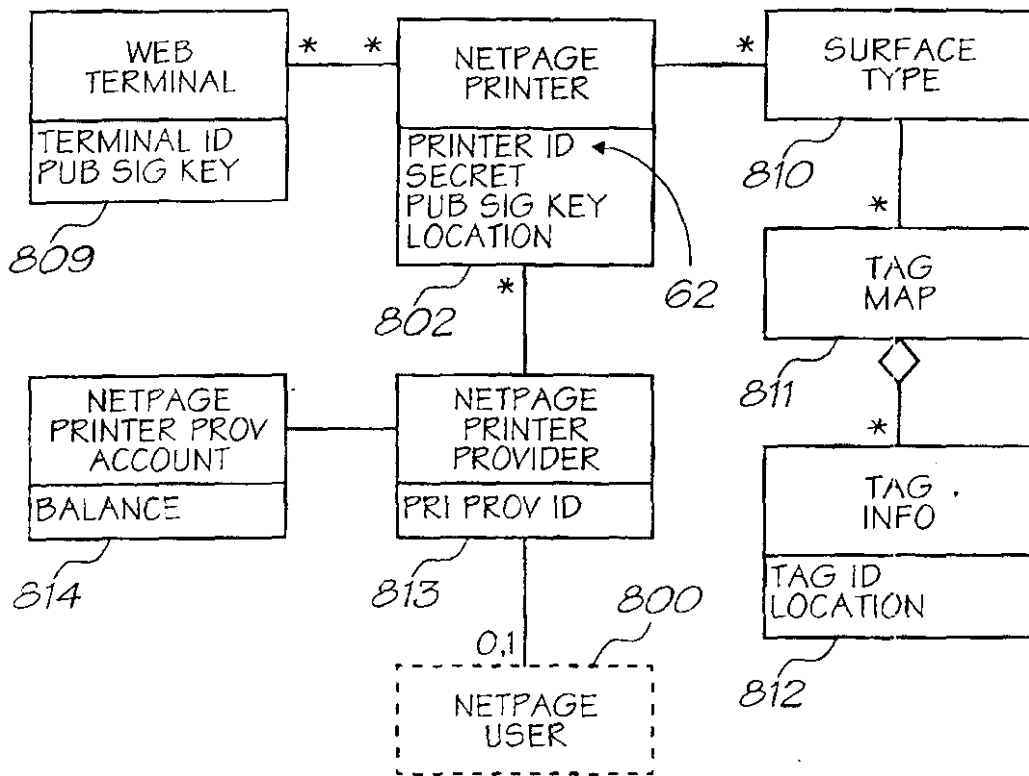 WEB
TERMINAL
TERMINAL ID
PUB SIG KEY
809
* *
NETPAGE
PRINTER
PRINTER ID
SECRET
PUB SIG KEY
LOCATION
802
62
*
*
SURFACE
TYPE
810
*
TAG
MAP
811
*
TAG
INFO
TAG ID
LOCATION
812
NETPAGE
PRINTER PROV
ACCOUNT
BALANCE
814
NETPAGE
PRINTER
PROVIDER
PRI PROV ID
813
800
0,1
NETPAGE
USER